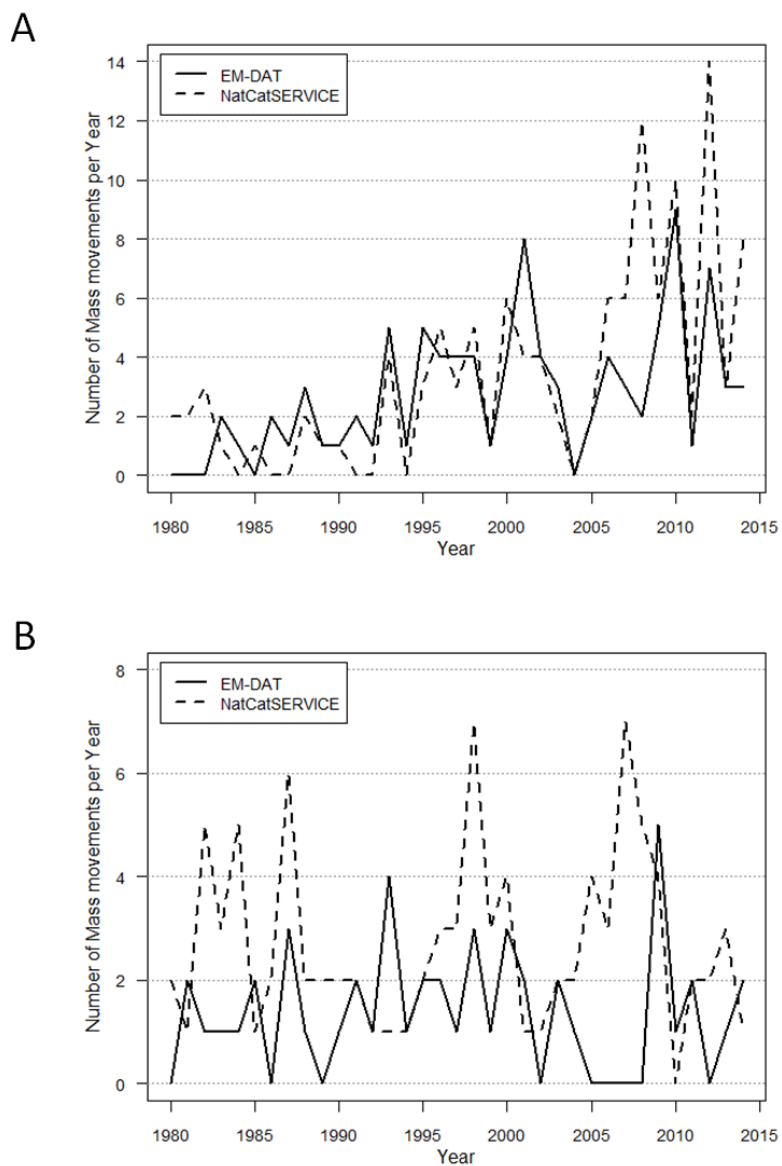 A
EM-DAT
NatCatSERVICE
Number of Mass movements per Year
14
12
10
8
6
4
2
0
1980 1985 1990 1995 2000 2005 2010 2015
Year
B
EM-DAT
NatCatSERVICE
Number of Mass movements per Year
8
6
4
2
0
1980 1985 1990 1995 2000 2005 2010 2015
Year